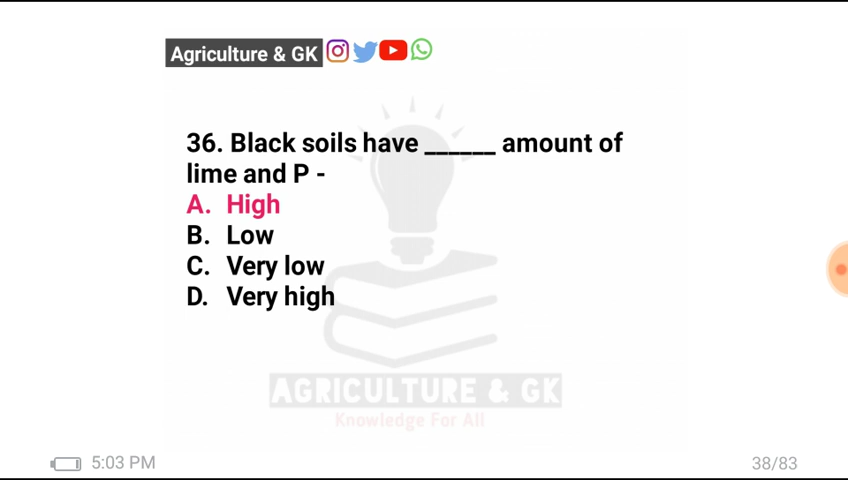 Agriculture & GK
36. Black soils have ______ amount of
lime and P -
A. High
B. Low
C. Very low
D. Very high
AGRICULTURE & GK
Knowledge For All
5:03 PM
38/83